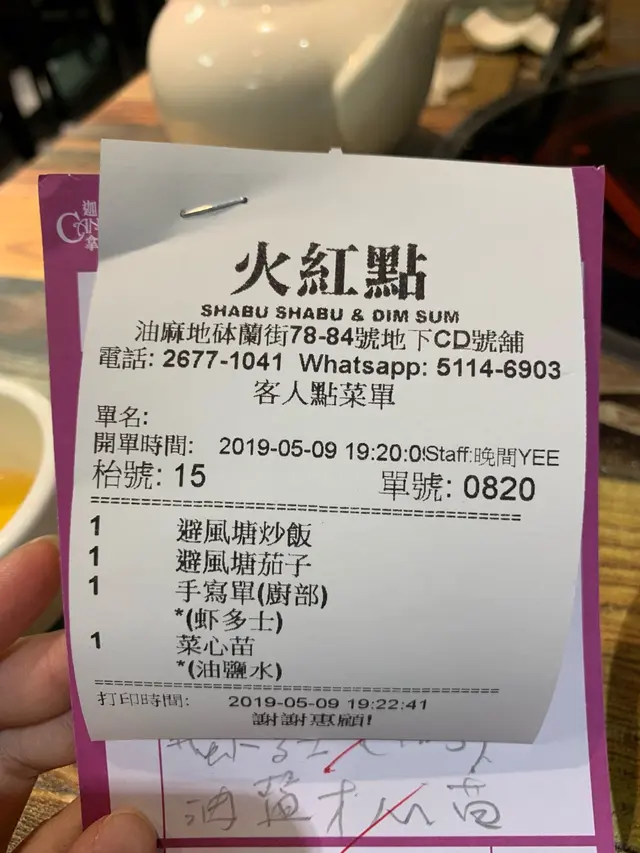 火紅點
SHABU SHABU & DIM SUM
油麻地砵蘭街78-84號地下CD號舖
電話: 2677-1041 Whatsapp: 5114-6903
客人點菜單
單名:
開單時間: 2019-05-09 19:20:0 Staff:晚間YEE
枱號: 15 單號: 0820
1 避風塘炒飯
1 避風塘茄子
1 手寫單(廚部)
*(虾多士)
1 菜心苗
*(油鹽水)
打印時間: 2019-05-09 19:22:41
謝謝惠顧!